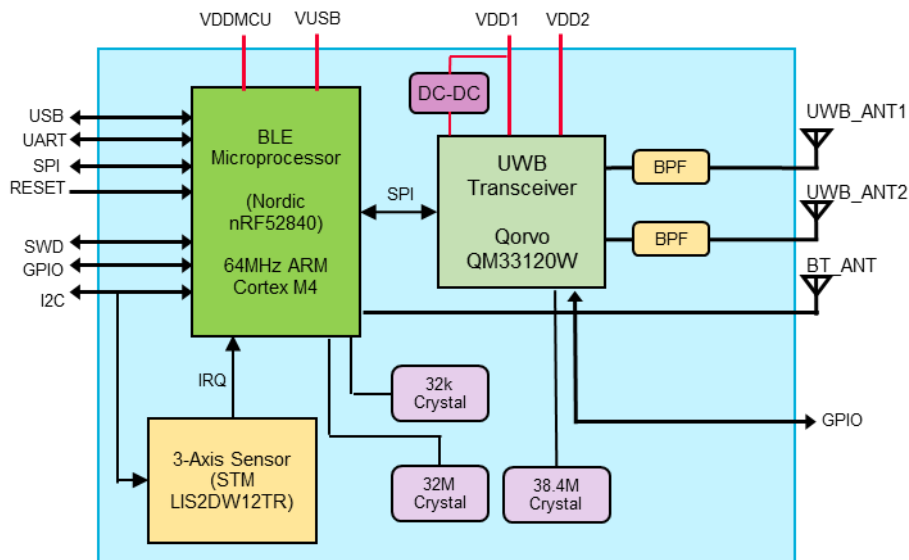 VDDMCU
VUSB
VDD1
VDD2
DC-DC
USB
UART
SPI
RESET
SWD
GPIO
I2C
BLE
Microprocessor
(Nordic
nRF52840)
64MHz ARM
Cortex M4
SPI
UWB
Transceiver
Qorvo
QM33120W
BPF
BPF
UWB_ANT1
UWB_ANT2
BT_ANT
GPIO
IRQ
32k
Crystal
3-Axis Sensor
(STM
LIS2DW12TR)
32M
Crystal
38.4M
Crystal